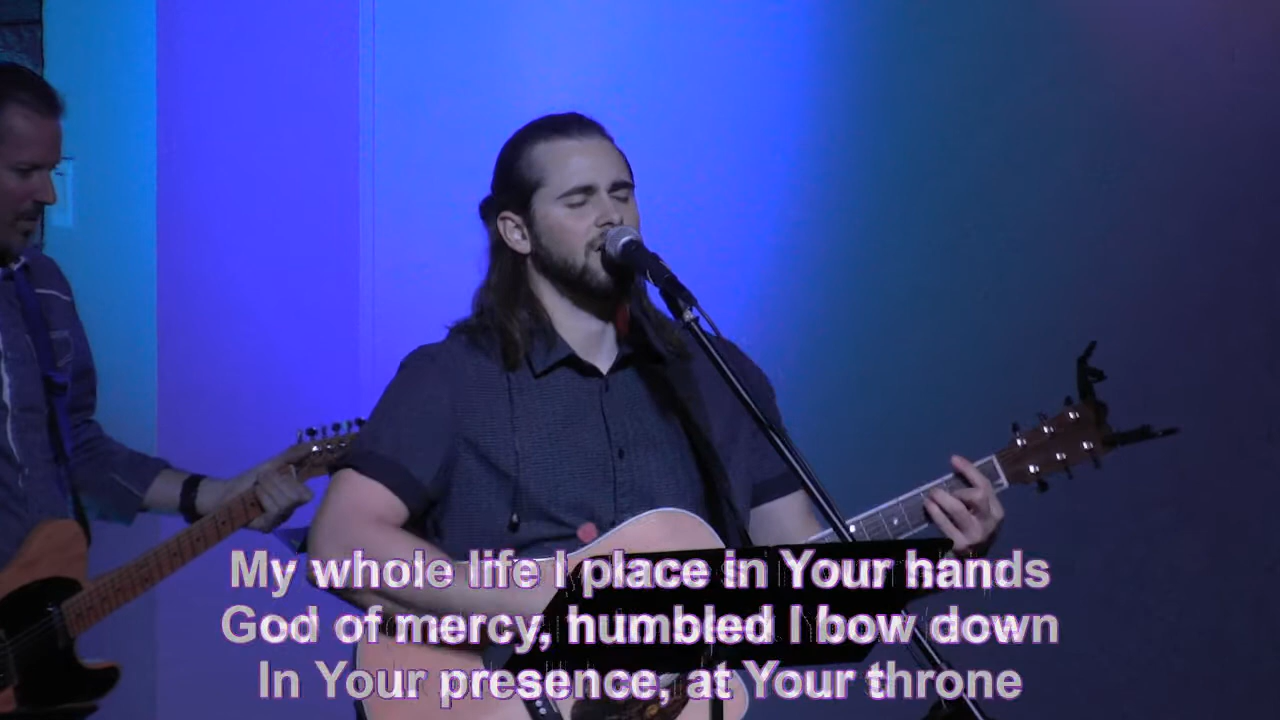 My whole life I place in Your hands
God of mercy, humbled I bow down
In Your presence, at Your throne